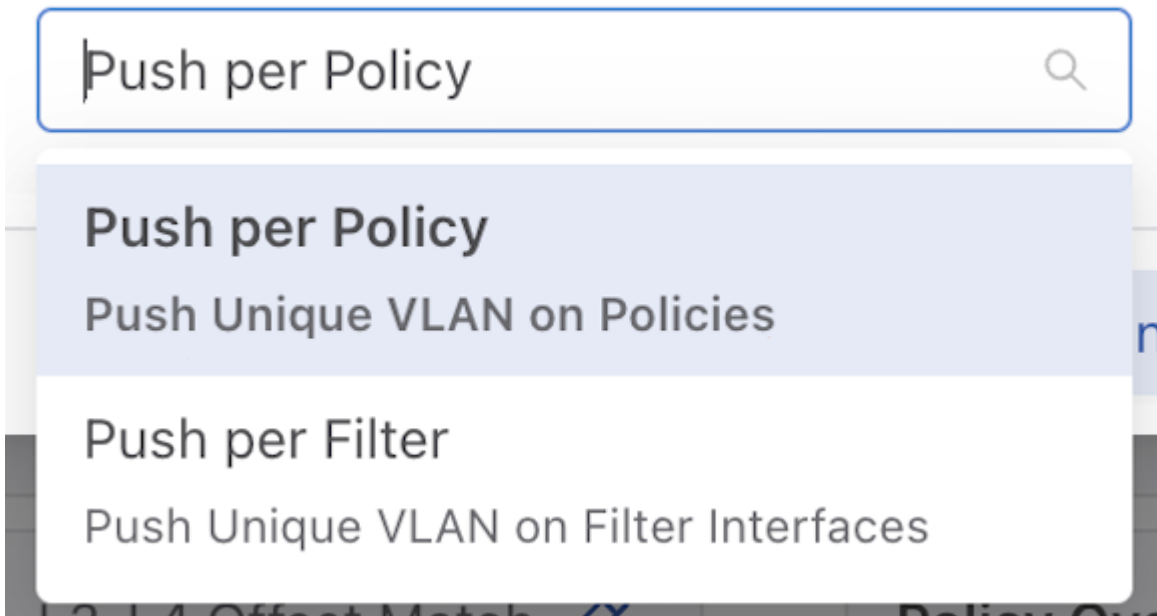 Push per Policy
Push per Policy
Push Unique VLAN on Policies
Push per Filter
Push Unique VLAN on Filter Interfaces